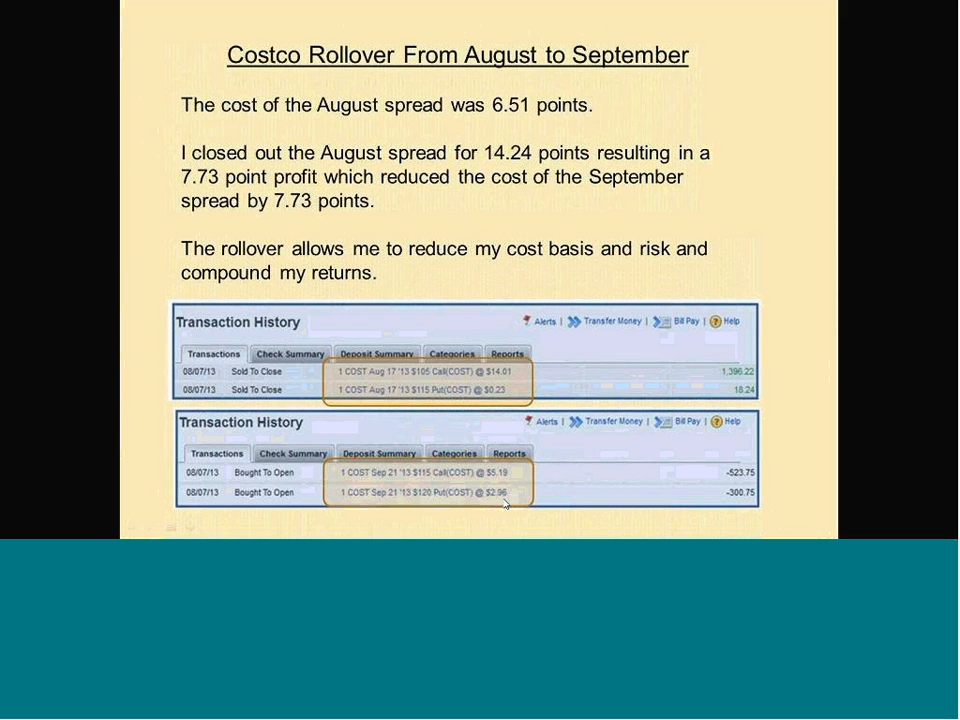 Costco Rollover From August to September
The cost of the August spread was 6.51 points.
I closed out the August spread for 14.24 points resulting in a
7.73 point profit which reduced the cost of the September
spread by 7.73 points.
The rollover allows me to reduce my cost basis and risk and
compound my returns.
Transaction History Alerts | Transfer Money | Bill Pay | Help
Transactions Check Summary Deposit Summary Categories Reports
08/07/13 Sold To Close 1 COST Aug 17 '13 $105 Call(COST) @ $14.01 1,396.22
08/07/13 Sold To Close 1 COST Aug 17 '13 $115 Put(COST) @ $0.23 18.24
Transaction History Alerts | Transfer Money | Bill Pay | Help
Transactions Check Summary Deposit Summary Categories Reports
08/07/13 Bought To Open 1 COST Sep 21 '13 $115 Call(COST) @ $5.19 -523.75
08/07/13 Bought To Open 1 COST Sep 21 '13 $120 Put(COST) @ $2.96 -300.75